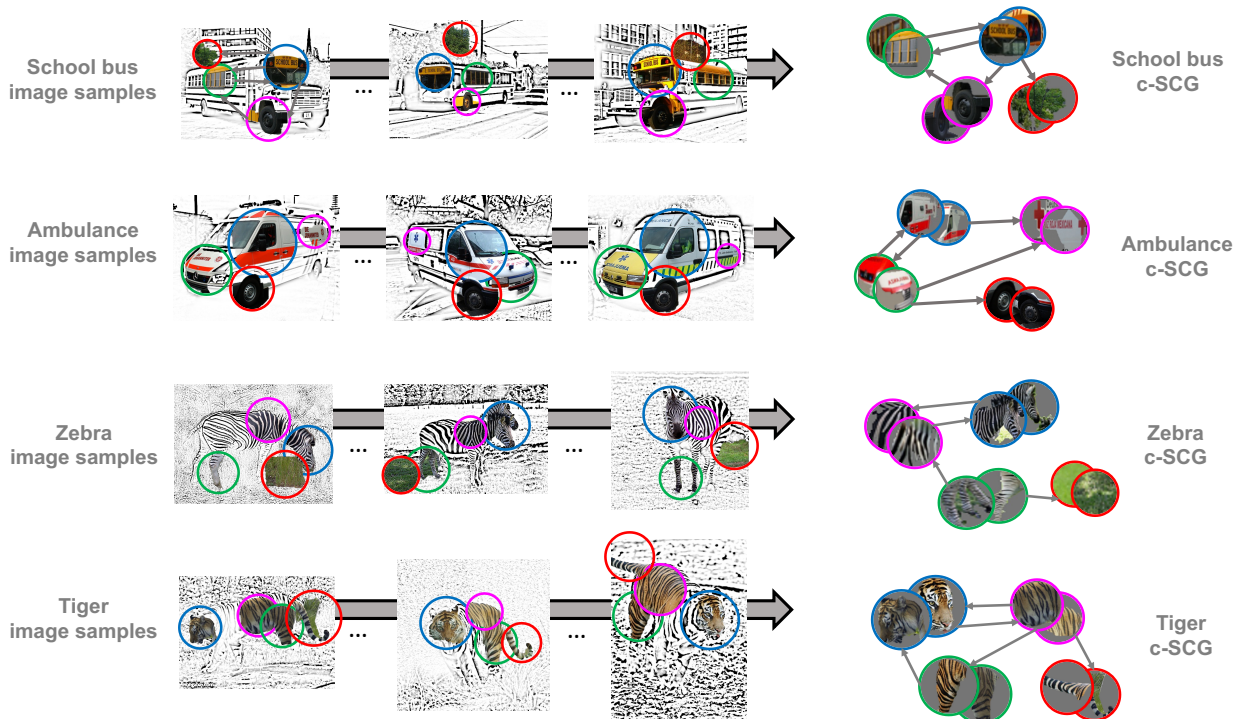 School bus
image samples
...
...
SCHOOL BUS
School bus
c-SCG
Ambulance
image samples
...
...
Ambulance
c-SCG
Zebra
image samples
...
...
Zebra
c-SCG
Tiger
image samples
...
...
Tiger
c-SCG